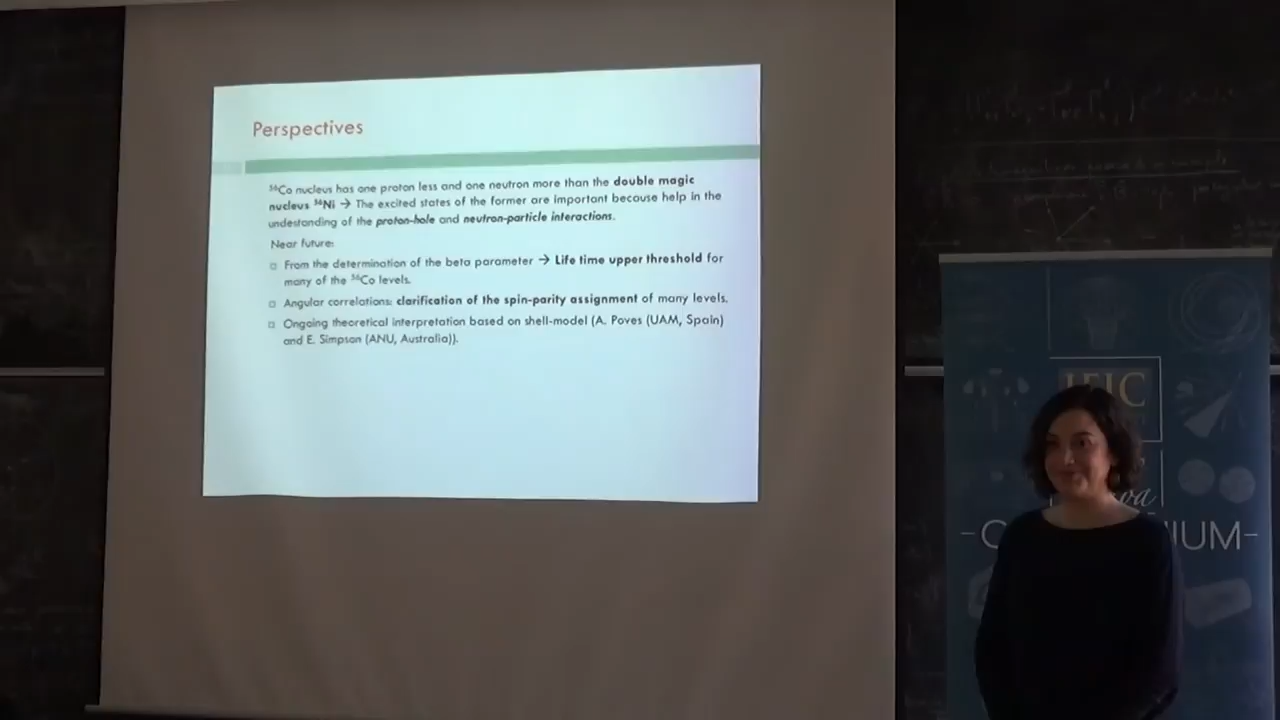 Perspectives
⁵⁶Co nucleus has one proton less and one neutron more than the double magic
nucleus ⁵⁶Ni → The excited states of the former are important because help in the
undestanding of the proton-hole and neutron-particle interactions.
Near future:
From the determination of the beta parameter → Life time upper threshold for
many of the ⁵⁶Co levels.
Angular correlations: clarification of the spin-parity assignment of many levels.
Ongoing theoretical interpretation based on shell-model (A. Poves (UAM, Spain)
and E. Simpson (ANU, Australia)).
IFIC